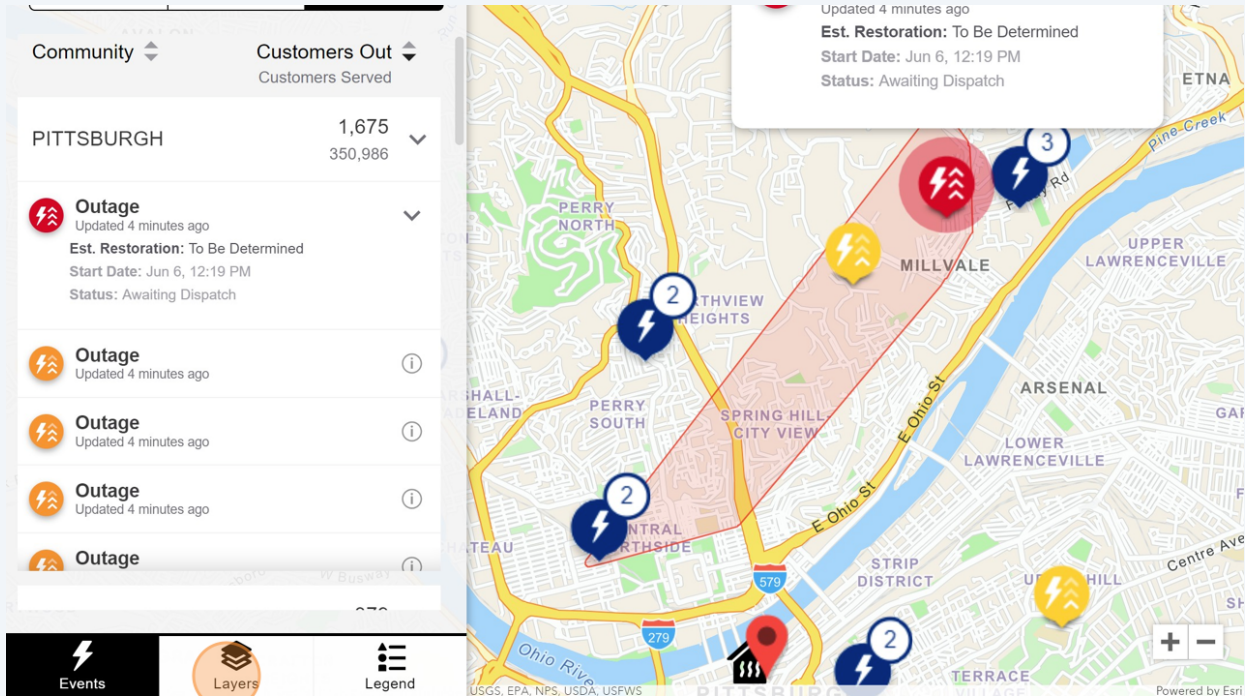 Community
Customers Out
Customers Served
PITTSBURGH
1,675
350,986
Outage
Updated 4 minutes ago
Est. Restoration: To Be Determined
Start Date: Jun 6, 12:19 PM
Status: Awaiting Dispatch
Outage
Updated 4 minutes ago
Outage
Updated 4 minutes ago
Outage
Updated 4 minutes ago
Outage
W Busway
Events
Layers
Legend
Updated 4 minutes ago
Est. Restoration: To Be Determined
Start Date: Jun 6, 12:19 PM
Status: Awaiting Dispatch
ETNA
Pine Creek
3
PERRY
NORTH
MILLVALE
UPPER
LAWRENCEVILLE
2
E Ohio St
ARSENAL
PERRY
SOUTH
SPRING HILL-
CITY VIEW
LOWER
LAWRENCEVILLE
2
E Ohio St
STRIP
DISTRICT
Centre Ave
579
279
Ohio River
2
TERRACE
VILLAGE
PITTSBURGH
+
−
USGS, EPA, NPS, USDA, USFWS
Powered by Esri